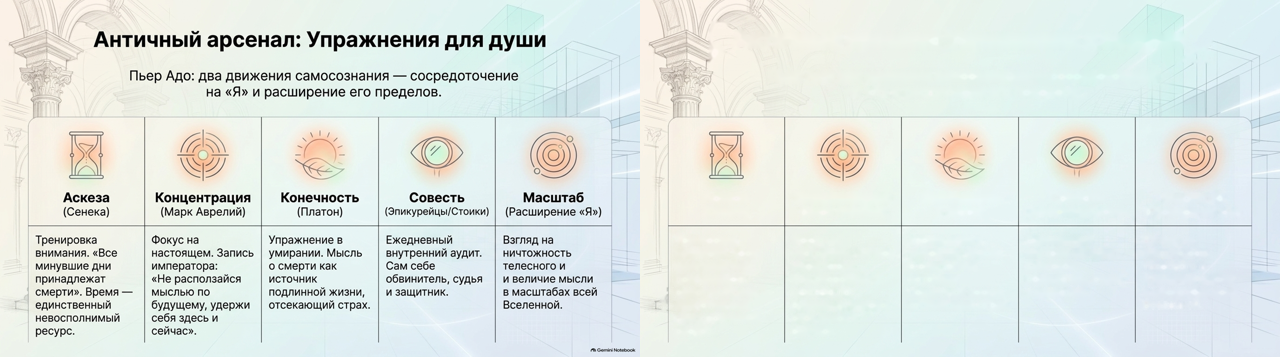 Античный арсенал: Упражнения для души
Пьер Адо: два движения самосознания — сосредоточение
на «Я» и расширение его пределов.
Аскеза
(Сенека)
Тренировка
внимания. «Все
минувшие дни
принадлежат
смерти». Время —
единственный
невосполнимый
ресурс.
Концентрация
(Марк Аврелий)
Фокус на
настоящем. Запись
императора:
«Не расползайся
мыслью по
будущему, удержи
себя здесь и
сейчас».
Конечность
(Платон)
Упражнение в
умирании. Мысль
о смерти как
источник
подлинной жизни,
отсекающий страх.
Совесть
(Эпикурейцы/Стоики)
Ежедневный
внутренний аудит.
Сам себе
обвинитель, судья
и защитник.
Масштаб
(Расширение «Я»)
Взгляд на
ничтожность
телесного и
и величие мысли
в масштабах всей
Вселенной.
Gemini Notebook